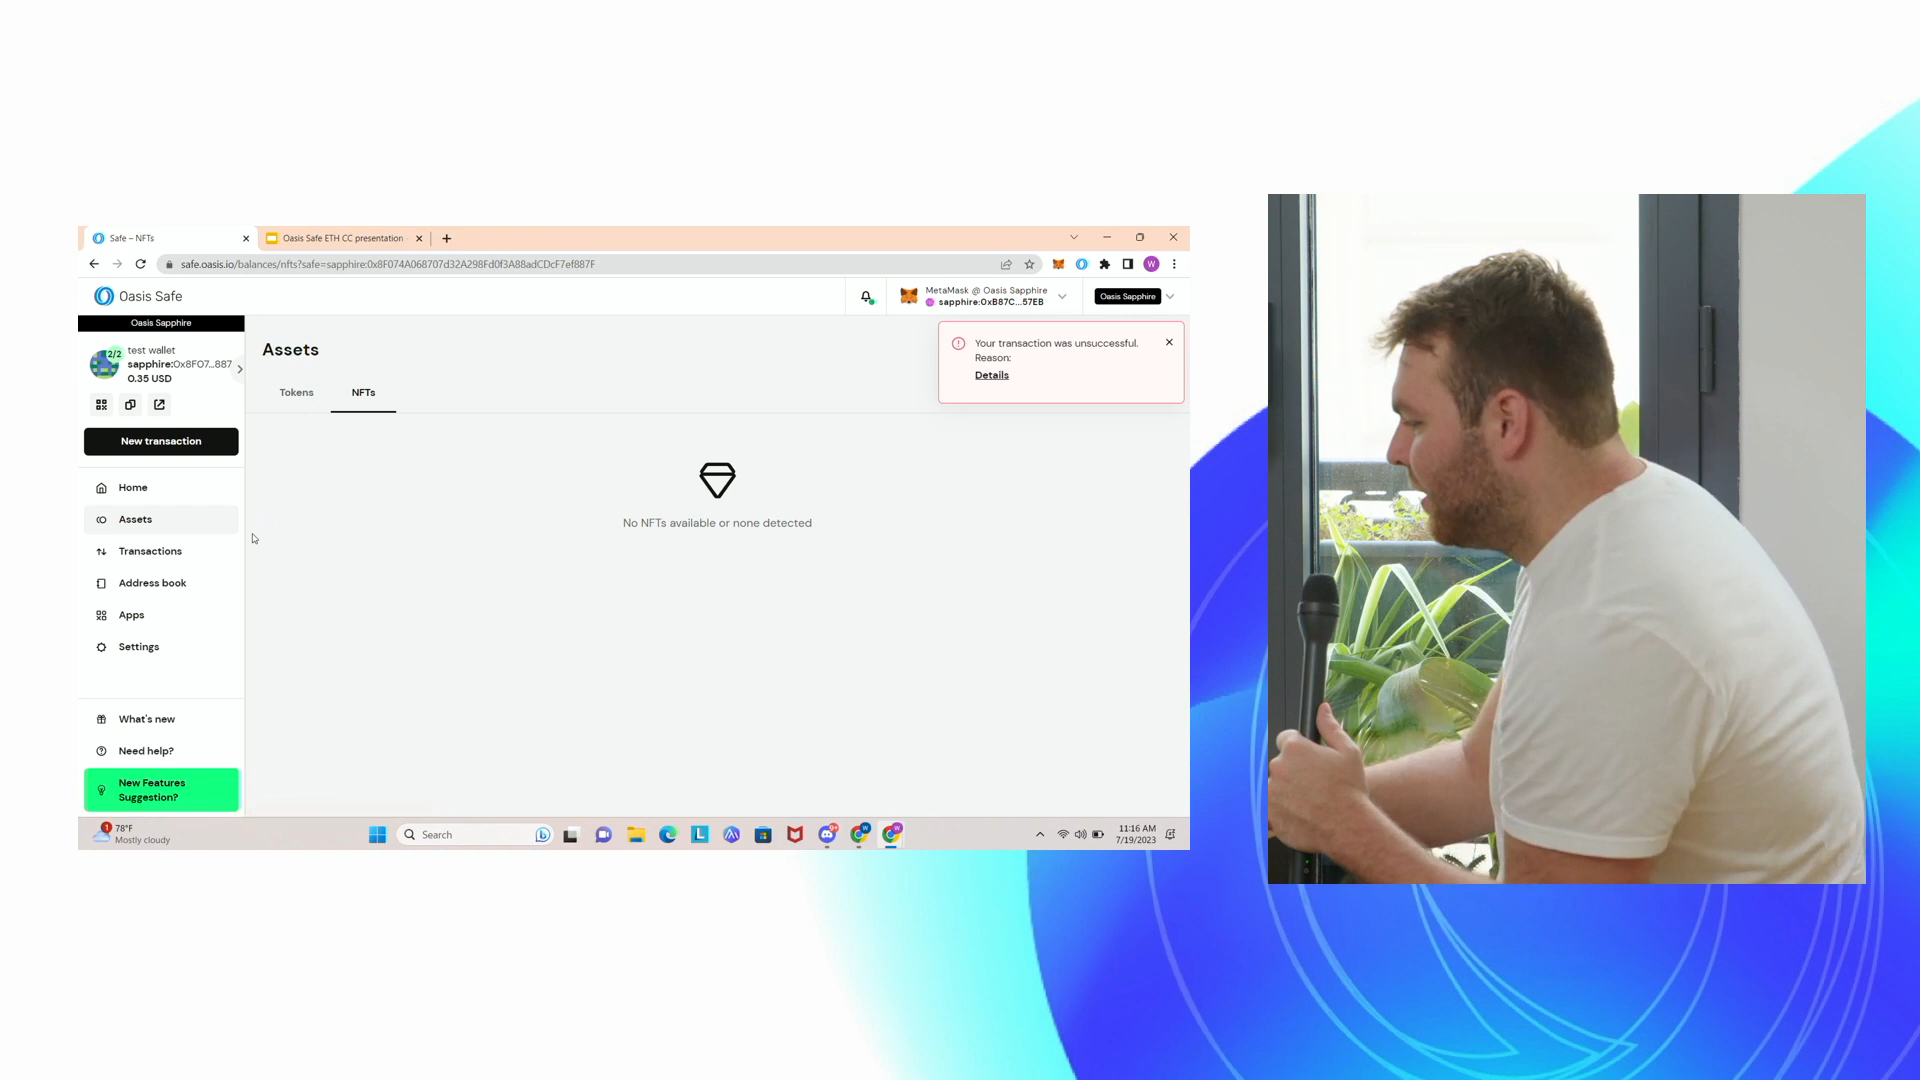 Safe – NFTs
Oasis Safe ETH CC presentation
safe.oasis.io/balances/nfts?safe=sapphire:0x8F074A068707d32A298Fd0f3A88adCDcF7ef887F
W
Oasis Safe
MetaMask @ Oasis Sapphire
sapphire:0xB87C...57EB
Oasis Sapphire
Oasis Sapphire
2/2
test wallet
sapphire:0x8F07...887
0.35 USD
New transaction
Home
Assets
Transactions
Address book
Apps
Settings
What's new
Need help?
New Features
Suggestion?
Assets
Tokens
NFTs
Your transaction was unsuccessful.
Reason:
Details
No NFTs available or none detected
1
78°F
Mostly cloudy
Search
L
11:16 AM
7/19/2023